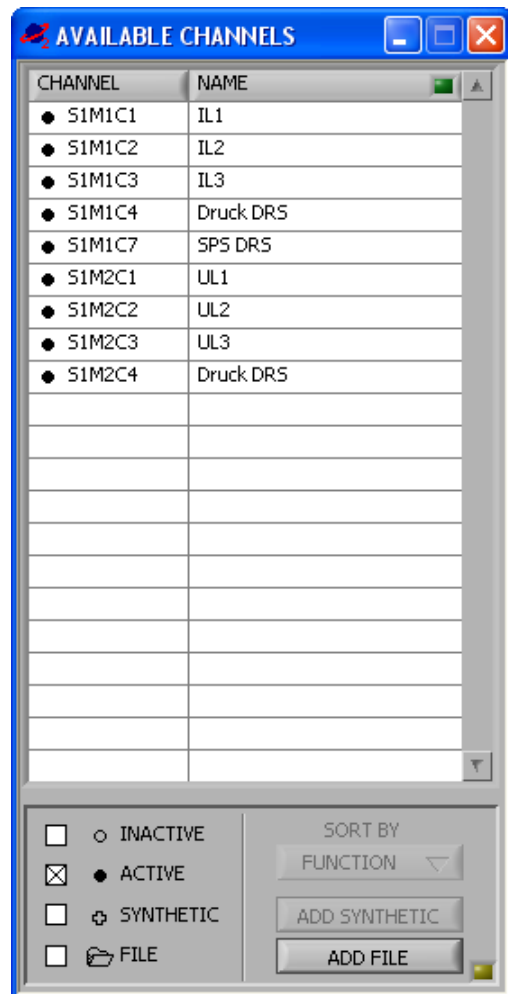 AVAILABLE CHANNELS
CHANNEL NAME
S1M1C1 IL1
S1M1C2 IL2
S1M1C3 IL3
S1M1C4 Druck DRS
S1M1C7 SPS DRS
S1M2C1 UL1
S1M2C2 UL2
S1M2C3 UL3
S1M2C4 Druck DRS
INACTIVE
ACTIVE
SYNTHETIC
FILE
SORT BY
FUNCTION
ADD SYNTHETIC
ADD FILE